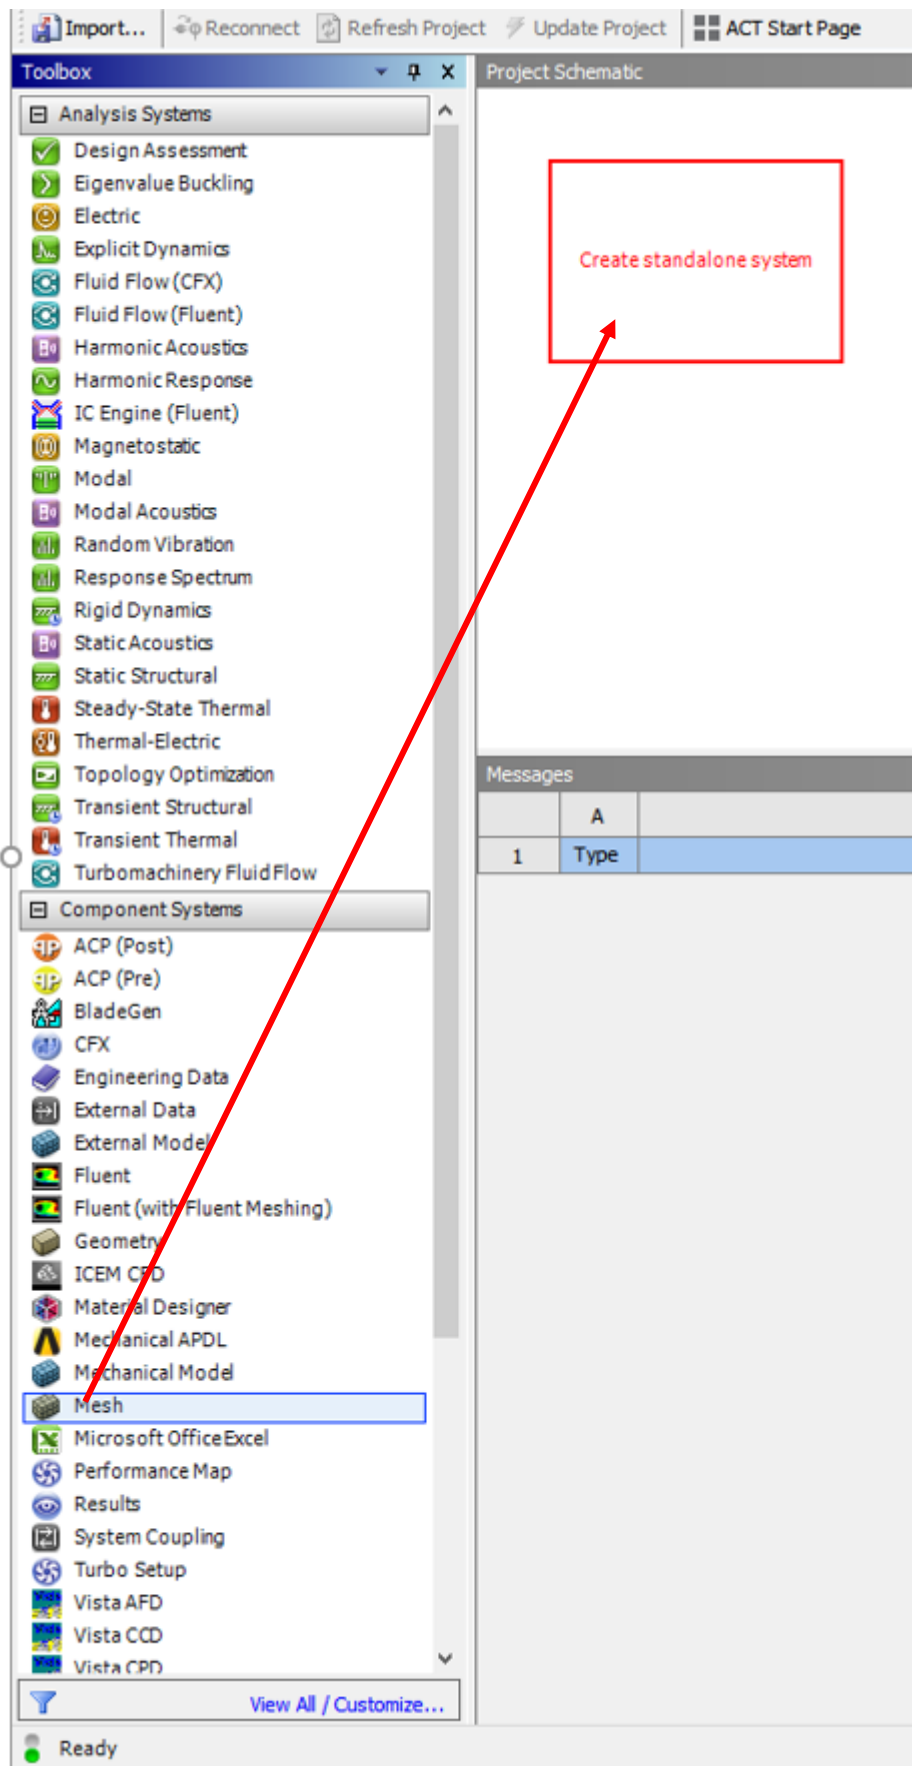 Import... Reconnect Refresh Project Update Project ACT Start Page
Toolbox
Project Schematic
Analysis Systems
Design Assessment
Eigenvalue Buckling
Electric
Explicit Dynamics
Fluid Flow (CFX)
Fluid Flow (Fluent)
Harmonic Acoustics
Harmonic Response
IC Engine (Fluent)
Magnetostatic
Modal
Modal Acoustics
Random Vibration
Response Spectrum
Rigid Dynamics
Static Acoustics
Static Structural
Steady-State Thermal
Thermal-Electric
Topology Optimization
Transient Structural
Transient Thermal
Turbomachinery Fluid Flow
Component Systems
ACP (Post)
ACP (Pre)
BladeGen
CFX
Engineering Data
External Data
External Model
Fluent
Fluent (with Fluent Meshing)
Geometry
ICEM CFD
Material Designer
Mechanical APDL
Mechanical Model
Mesh
Microsoft Office Excel
Performance Map
Results
System Coupling
Turbo Setup
Vista AFD
Vista CCD
Vista CPD
View All / Customize...
Create standalone system
Messages
A
1 Type
Ready